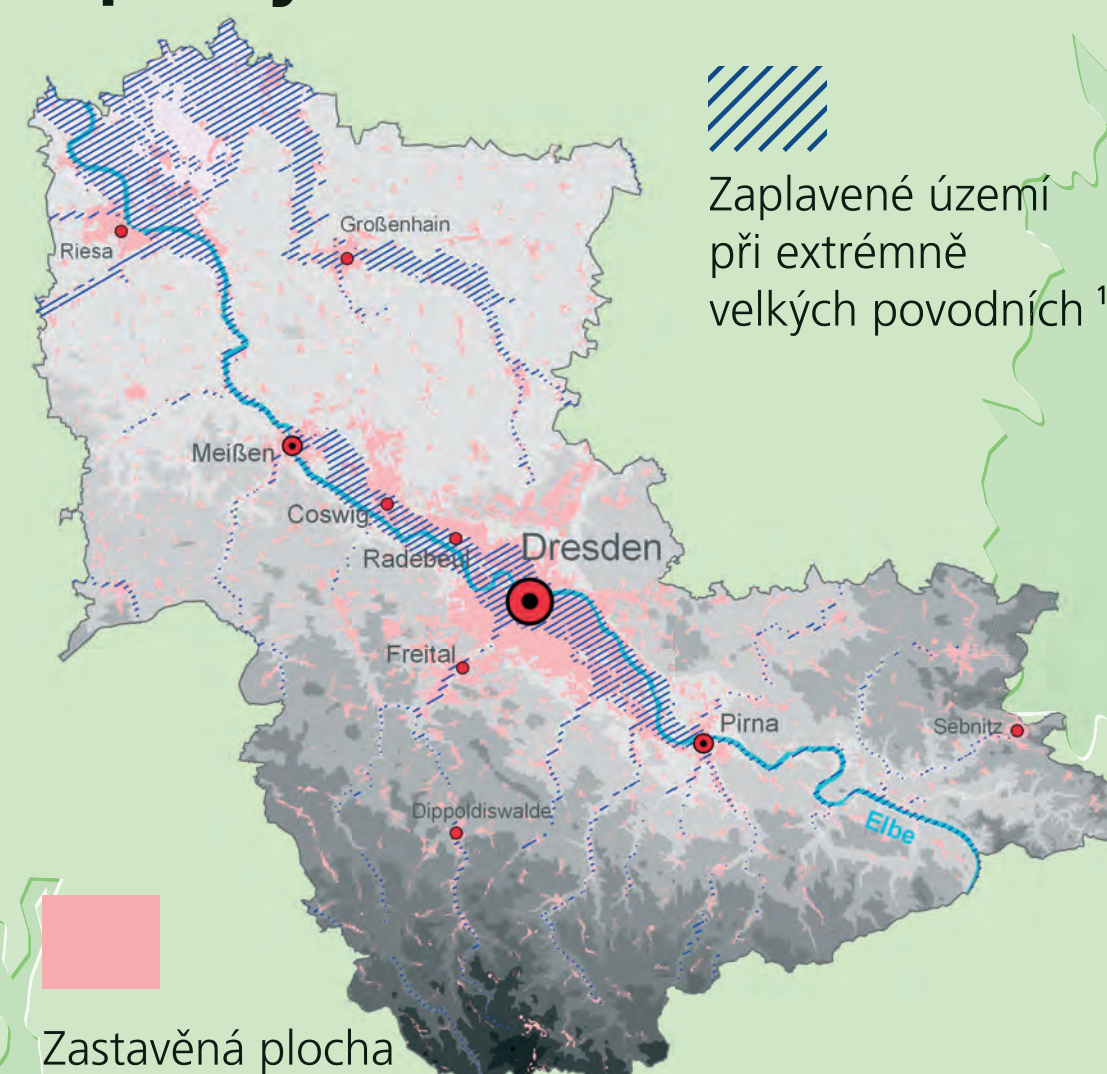 Zaplavené území
při extrémně
velkých povodních ¹
Großenhain
Riesa
Meißen
Coswig
Radebeul
Dresden
Freital
Pirna
Sebnitz
Dippoldiswalde
Elbe
Zastavěná plocha